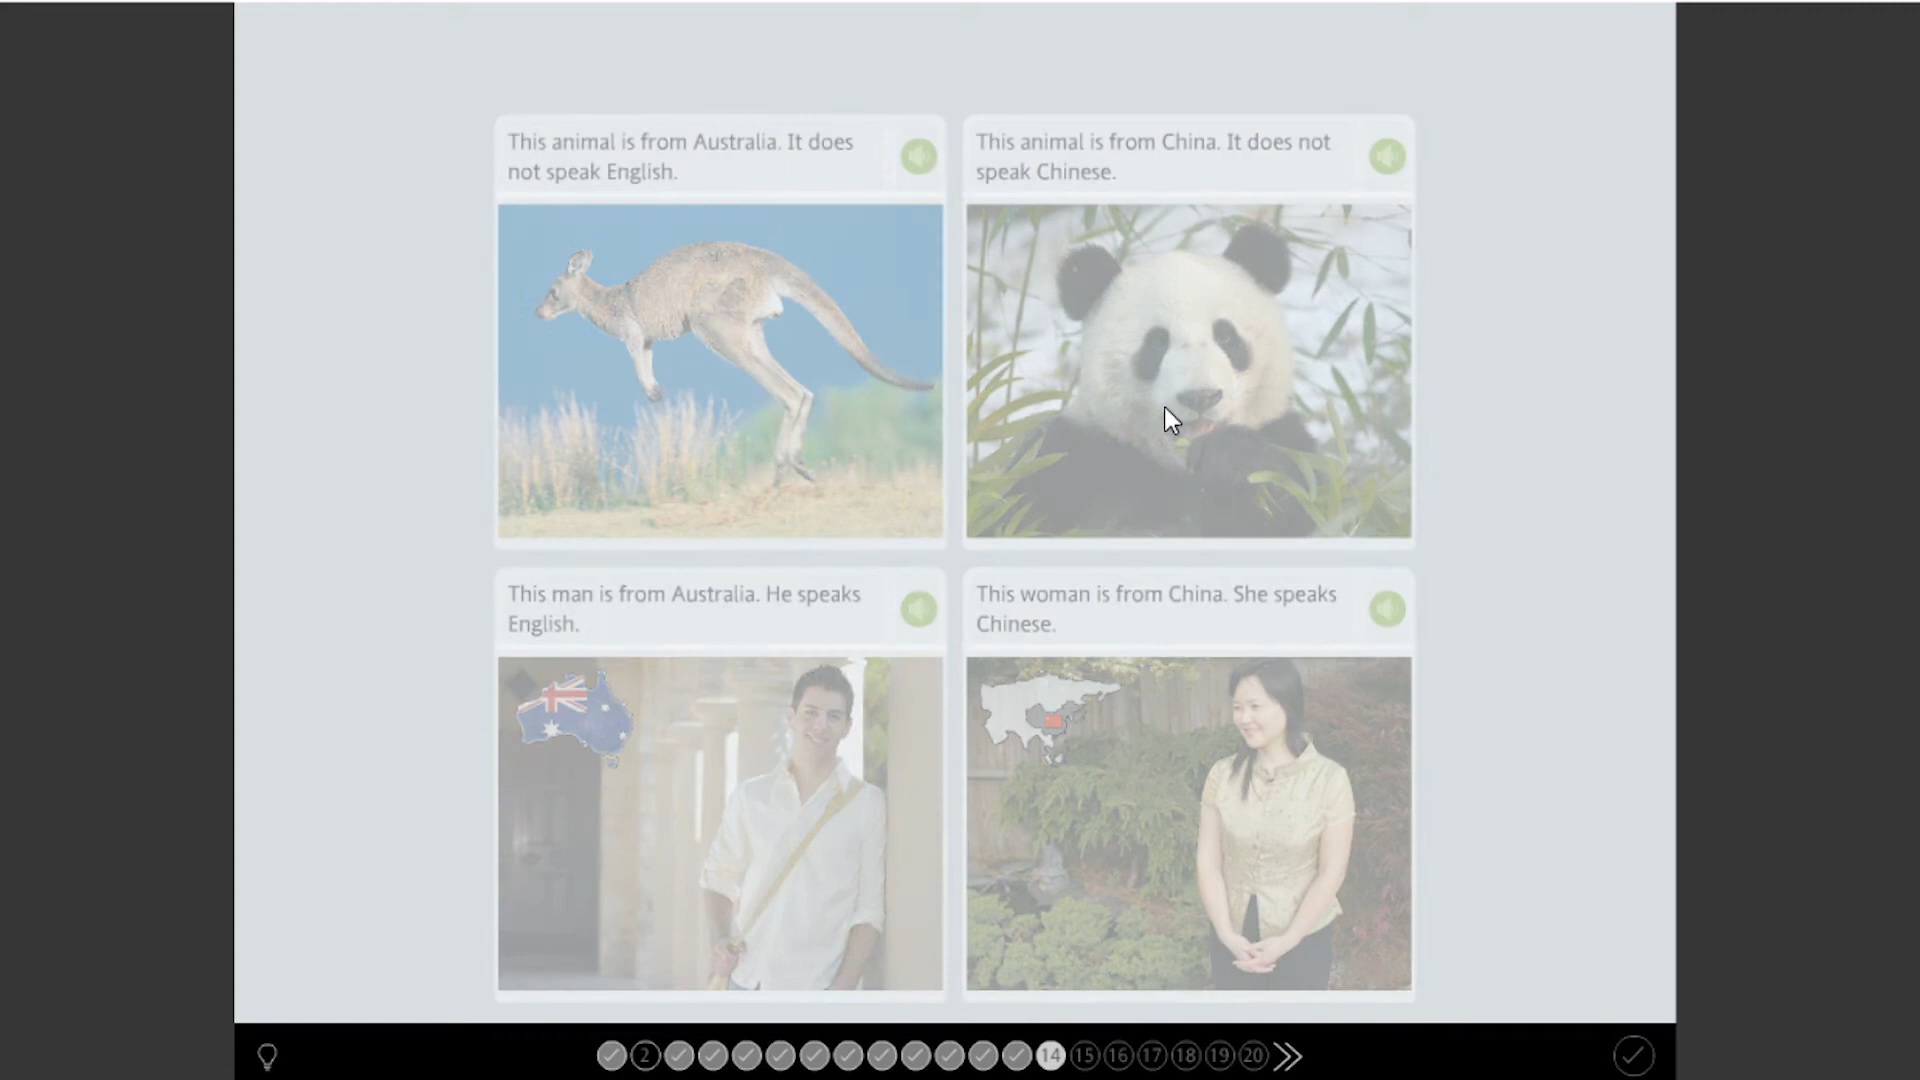 This animal is from Australia. It does
not speak English.
This animal is from China. It does not
speak Chinese.
This man is from Australia. He speaks
English.
This woman is from China. She speaks
Chinese.
2 14 15 16 17 18 19 20